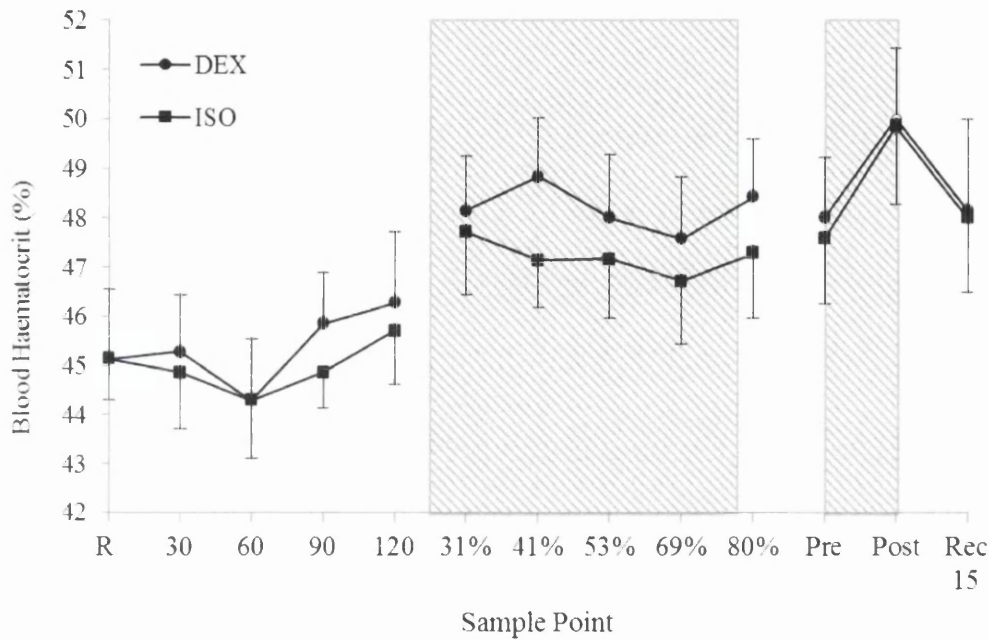 52
51
50
49
48
47
46
45
44
43
42
Blood Haematocrit (%)
DEX
ISO
R 30 60 90 120 31% 41% 53% 69% 80% Pre Post Rec
15
Sample Point